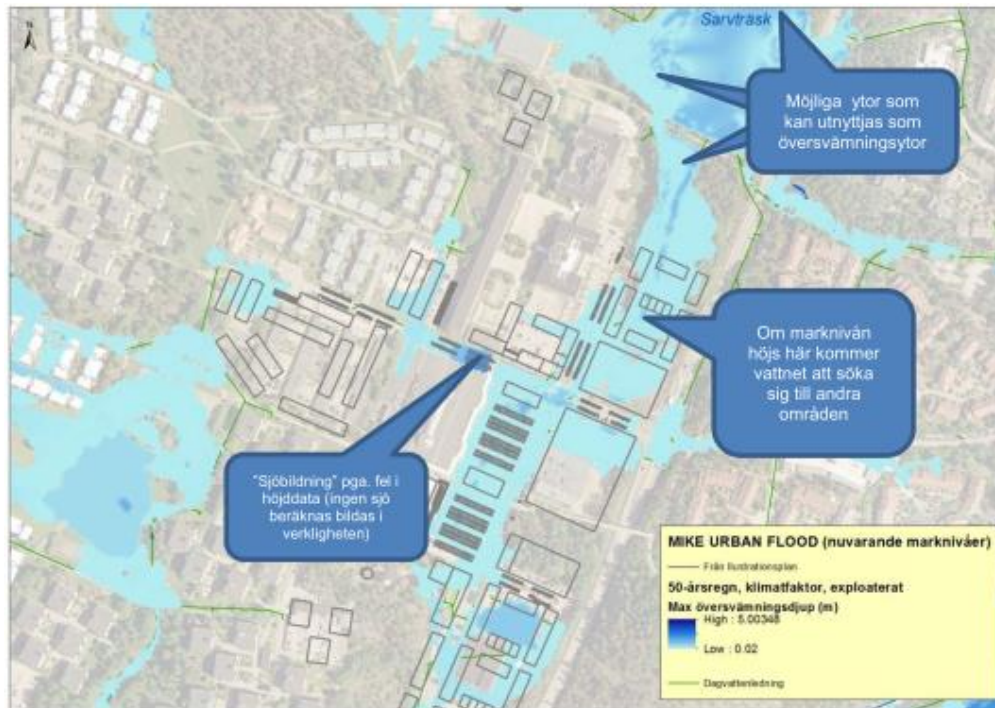 N
Sarvträsk
Möjliga ytor som
kan utnyttjas som
översvämningsytor
Om marknivån
höjs här kommer
vattnet att söka
sig till andra
områden
"Sjöbildning" pga. fel i
höjddata (ingen sjö
beräknas bildas i
verkligheten)
MIKE URBAN FLOOD (nuvarande marknivåer)
Från Illustrationsplan
50-årsregn, klimatfaktor, exploaterat
Max översvämningsdjup (m)
High : 5.00348
Low : 0.02
Dagvattenledning